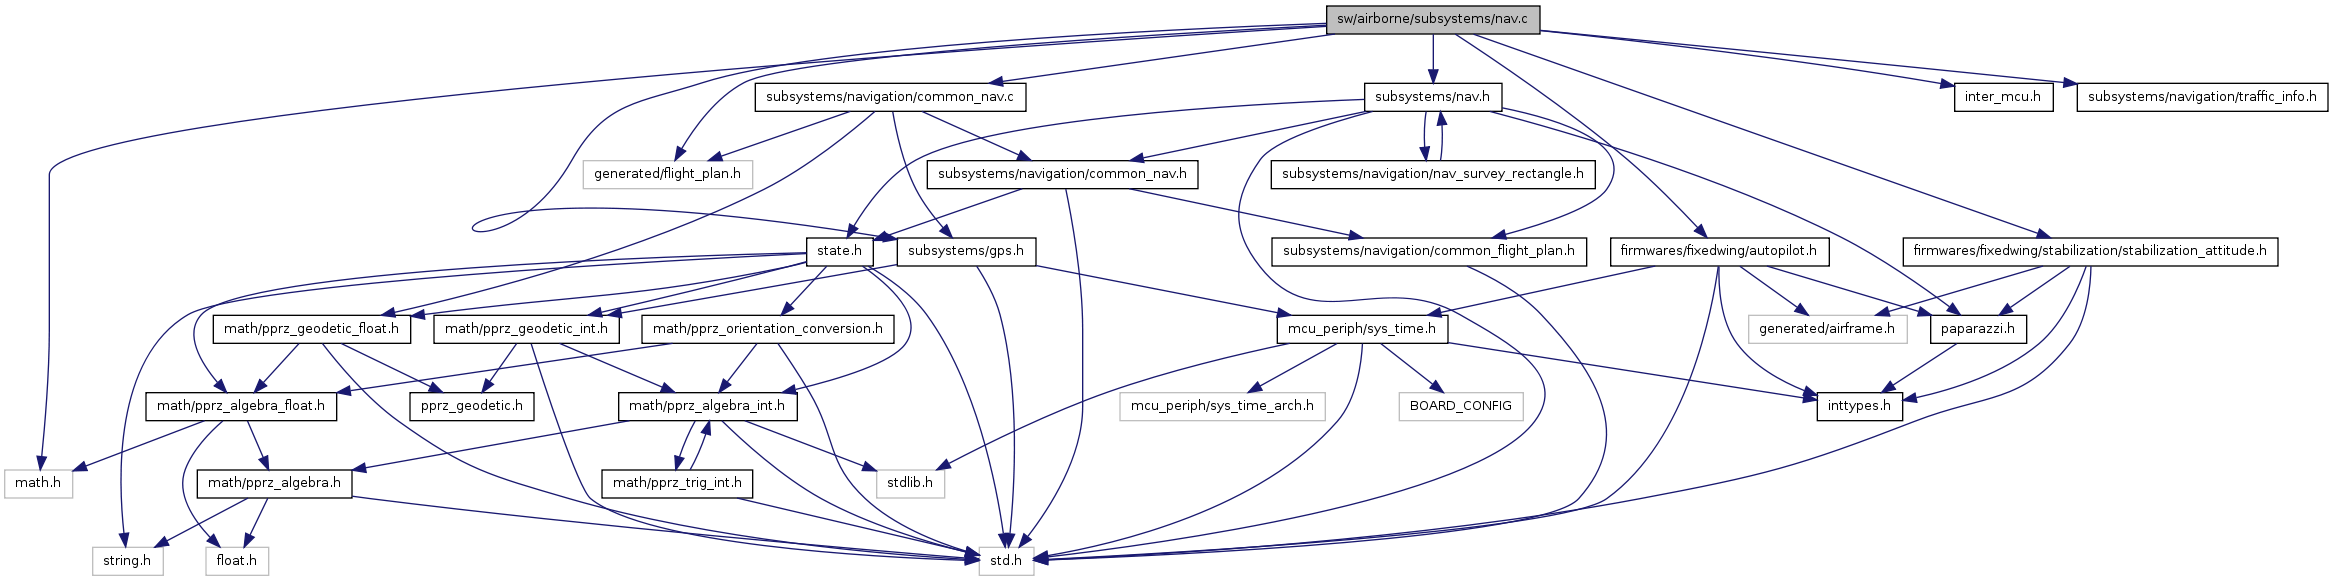 sw/airborne/subsystems/nav.c
subsystems/navigation/common_nav.c
subsystems/nav.h
inter_mcu.h
subsystems/navigation/traffic_info.h
generated/flight_plan.h
subsystems/navigation/common_nav.h
subsystems/navigation/nav_survey_rectangle.h
state.h
subsystems/gps.h
subsystems/navigation/common_flight_plan.h
firmwares/fixedwing/autopilot.h
firmwares/fixedwing/stabilization/stabilization_attitude.h
math/pprz_geodetic_float.h
math/pprz_geodetic_int.h
math/pprz_orientation_conversion.h
mcu_periph/sys_time.h
generated/airframe.h
paparazzi.h
math/pprz_algebra_float.h
pprz_geodetic.h
math/pprz_algebra_int.h
mcu_periph/sys_time_arch.h
BOARD_CONFIG
inttypes.h
math.h
math/pprz_algebra.h
math/pprz_trig_int.h
stdlib.h
string.h
float.h
std.h